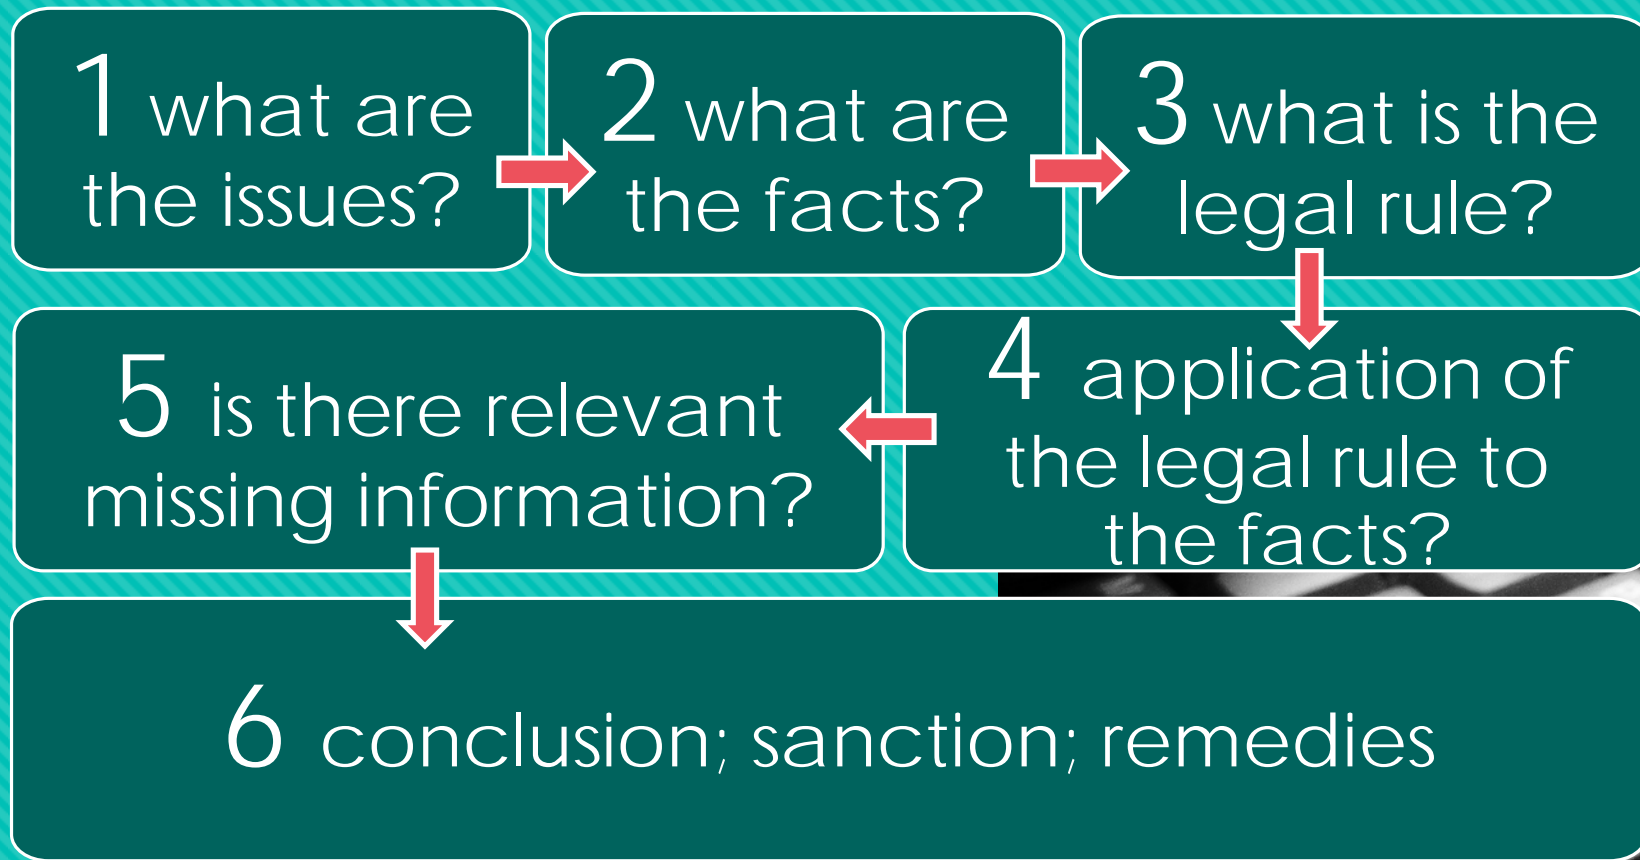 1 what are
the issues?
2 what are
the facts?
3 what is the
legal rule?
4 application of
the legal rule to
the facts?
5 is there relevant
missing information?
6 conclusion; sanction; remedies